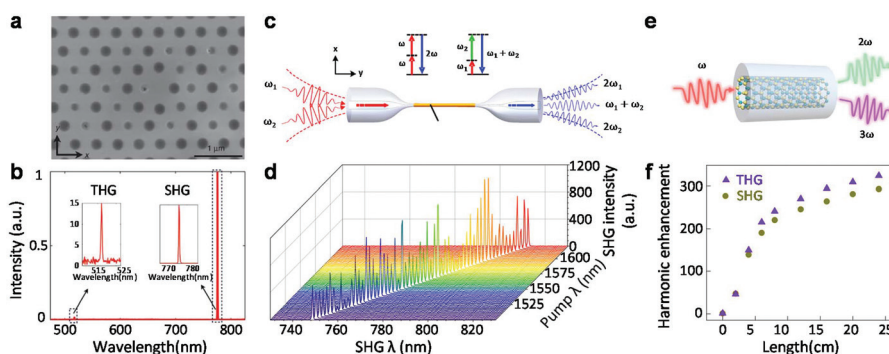 a
y
x
1 μm
b
Intensity (a.u.)
1
0.5
0
THG
15
10
5
1
515 525
Wavelength(nm)
SHG
770 780
Wavelength(nm)
500 600 700 800
Wavelength(nm)
c
x
y
ω
ω
2ω
ω₂
ω₁
ω₁ + ω₂
ω₁
ω₂
2ω₁
ω₁ + ω₂
2ω₂
d
1200
800
400
0
SHG intensity
(a.u.)
1600
1575
1550
1525
Pump λ (nm)
740 760 780 800 820
SHG λ (nm)
e
ω
2ω
3ω
f
Harmonic enhancement
300
200
100
0
THG
SHG
0 5 10 15 20 25
Length(cm)